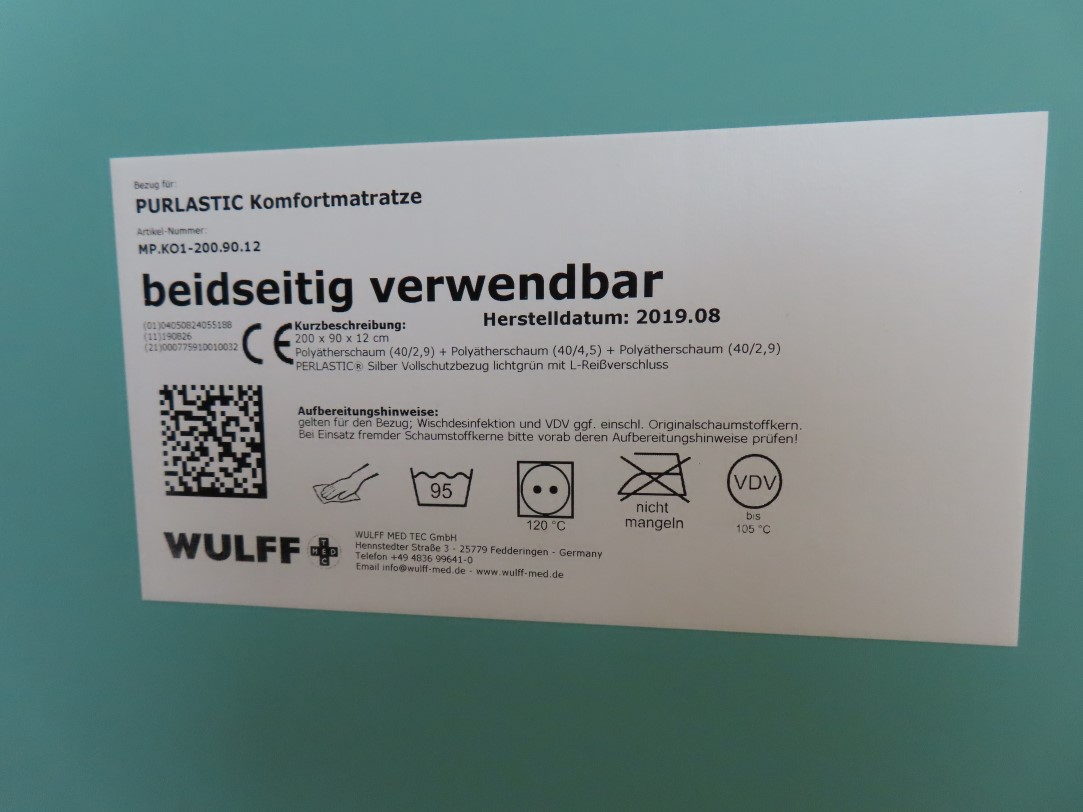 Bezug für:
PURLASTIC Komfortmatratze
Artikel-Nummer:
MP.KO1-200.90.12
beidseitig verwendbar
Herstelldatum: 2019.08
(01)04050824055188
(11)190826
(21)000775910010032
CE
Kurzbeschreibung:
200 x 90 x 12 cm
Polyätherschaum (40/2,9) + Polyätherschaum (40/4,5) + Polyätherschaum (40/2,9)
PERLASTIC® Silber Vollschutzbezug lichtgrün mit L-Reißverschluss
Aufbereitungshinweise:
gelten für den Bezug; Wischdesinfektion und VDV ggf. einschl. Originalschaumstoffkern.
Bei Einsatz fremder Schaumstoffkerne bitte vorab deren Aufbereitungshinweise prüfen!
95
120 °C
nicht
mangeln
VDV
bis
105 °C
WULFF
MED TEC
WULFF MED TEC GmbH
Hennstedter Straße 3 - 25779 Fedderingen - Germany
Telefon +49 4836 99641-0
Email info@wulff-med.de - www.wulff-med.de